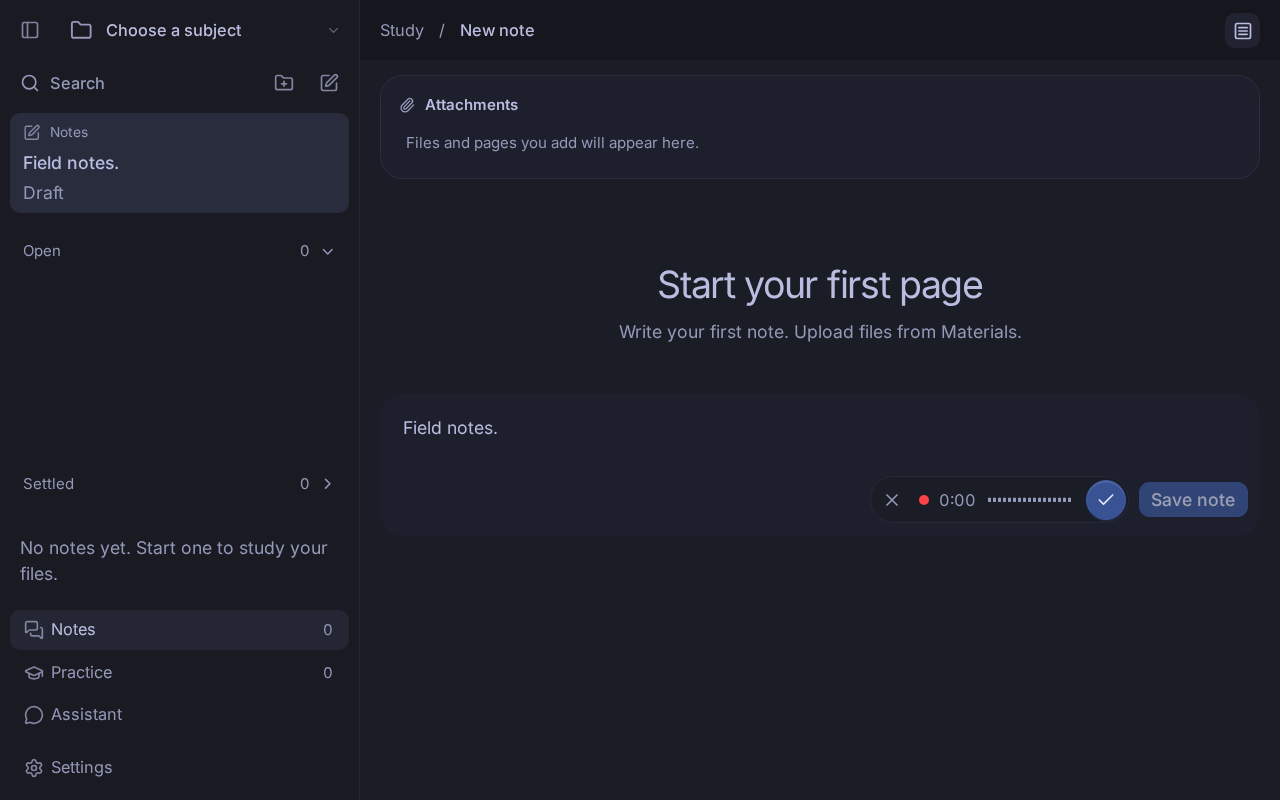 Choose a subject
Search
Notes
Field notes.
Draft
Open 0
Settled 0
No notes yet. Start one to study your
files.
Notes 0
Practice 0
Assistant
Settings
Study / New note
Attachments
Files and pages you add will appear here.
Start your first page
Write your first note. Upload files from Materials.
Field notes.
0:00
Save note